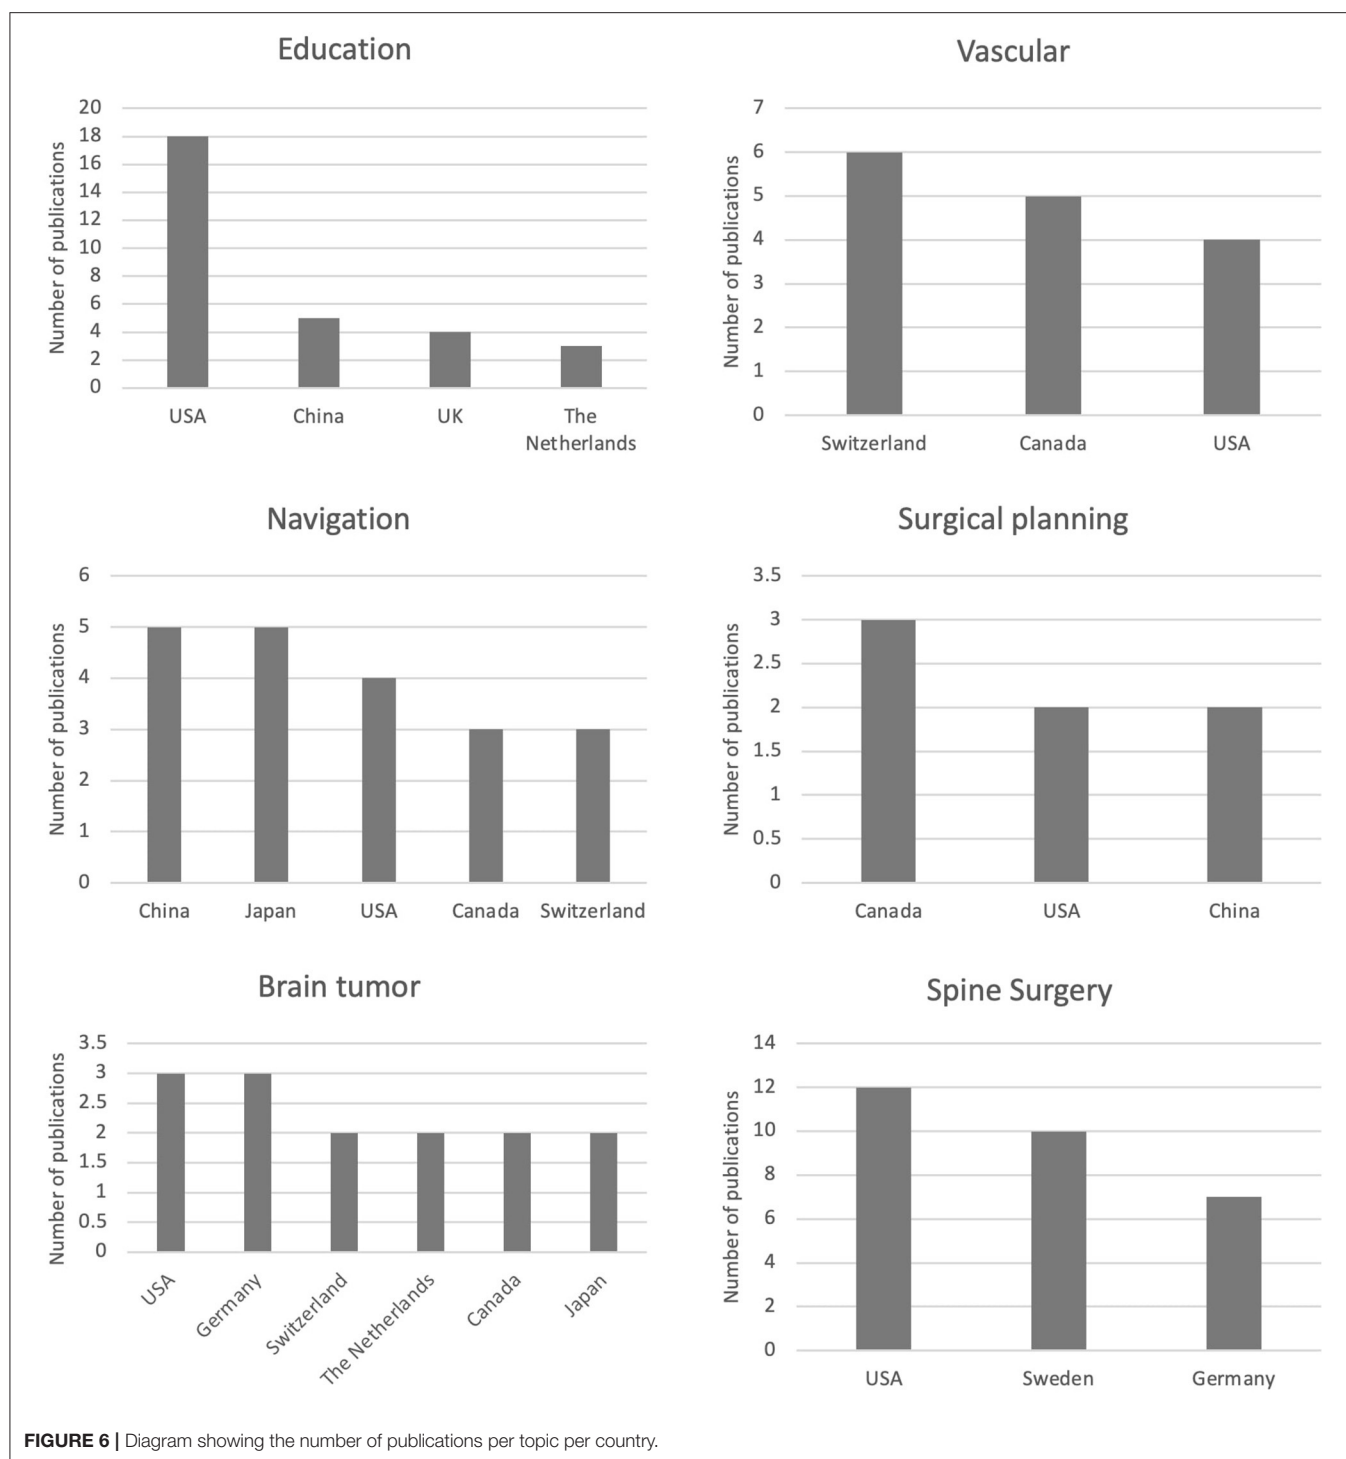 Education
Number of publications
20
18
16
14
12
10
8
6
4
2
0
USA
China
UK
The
Netherlands
Vascular
Number of publications
7
6
5
4
3
2
1
0
Switzerland
Canada
USA
Navigation
Number of publications
6
5
4
3
2
1
0
China
Japan
USA
Canada
Switzerland
Surgical planning
Number of publications
3.5
3
2.5
2
1.5
1
0.5
0
Canada
USA
China
Brain tumor
Number of publications
3.5
3
2.5
2
1.5
1
0.5
0
USA
Germany
Switzerland
The Netherlands
Canada
Japan
Spine Surgery
Number of publications
14
12
10
8
6
4
2
0
USA
Sweden
Germany
FIGURE 6 | Diagram showing the number of publications per topic per country.